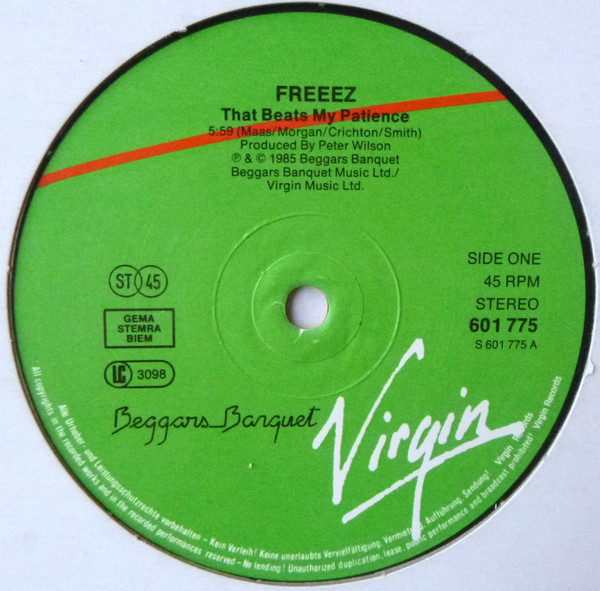 FREEEZ
That Beats My Patience
5:59 (Maas/Morgan/Crichton/Smith)
Produced By Peter Wilson
℗ & © 1985 Beggars Banquet
Beggars Banquet Music Ltd./
Virgin Music Ltd.
SIDE ONE
45 RPM
STEREO
601 775
S 601 775 A
ST 45
GEMA
STEMRA
BIEM
LC 3098
Beggars Banquet
Virgin
Alle Urheber- und Leistungsschutzrechte vorbehalten – Kein Verleih! Keine unerlaubte Vervielfältigung, Vermietung, Aufführung, Sendung! Virgin Records
All copyrights in the recorded works and in the recorded performances reserved – No lending! Unauthorized duplication, lease, public performance and broadcast prohibited! Virgin Records